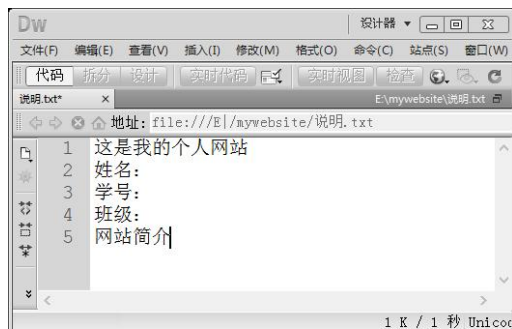 Dw 设计器
文件(F) 编辑(E) 查看(V) 插入(I) 修改(M) 格式(O) 命令(C) 站点(S) 窗口(W)
代码 拆分 设计 实时代码 实时视图 检查
说明.txt* × E:\mywebsite\说明.txt
地址: file:///E|/mywebsite/说明.txt
1 这是我的个人网站
2 姓名:
3 学号:
4 班级:
5 网站简介
1 K / 1 秒 Unicod